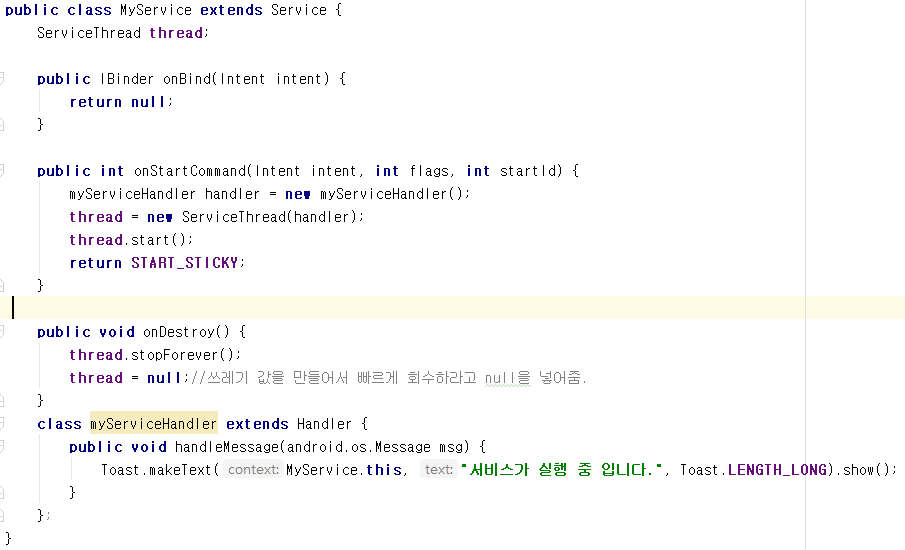 public class MyService extends Service {
    ServiceThread thread;

    public IBinder onBind(Intent intent) {
        return null;
    }

    public int onStartCommand(Intent intent, int flags, int startId) {
        myServiceHandler handler = new myServiceHandler();
        thread = new ServiceThread(handler);
        thread.start();
        return START_STICKY;
    }

    public void onDestroy() {
        thread.stopForever();
        thread = null;//쓰레기 값을 만들어서 빠르게 회수하라고 null을 넣어줌.
    }
    class myServiceHandler extends Handler {
        public void handleMessage(android.os.Message msg) {
            Toast.makeText( context: MyService.this, text: "서비스가 실행 중 입니다.", Toast.LENGTH_LONG).show();
        }
    };
}